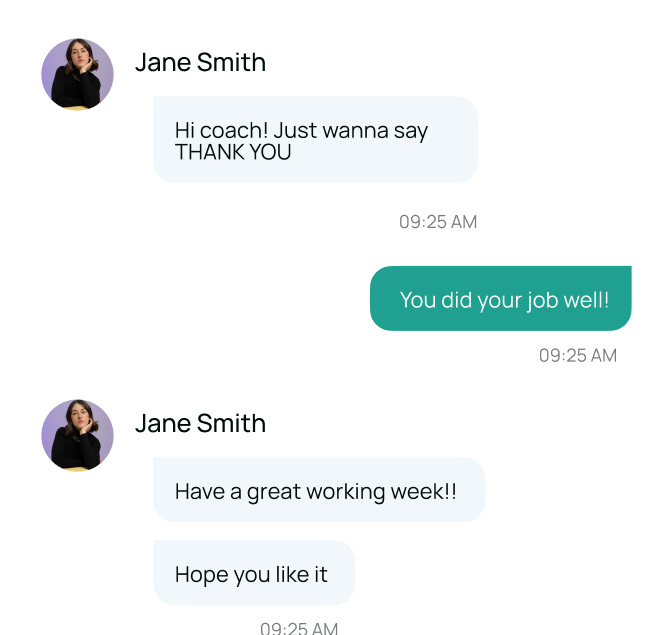 Jane Smith
Hi coach! Just wanna say
THANK YOU
09:25 AM
You did your job well!
09:25 AM
Jane Smith
Have a great working week!!
Hope you like it
09:25 AM